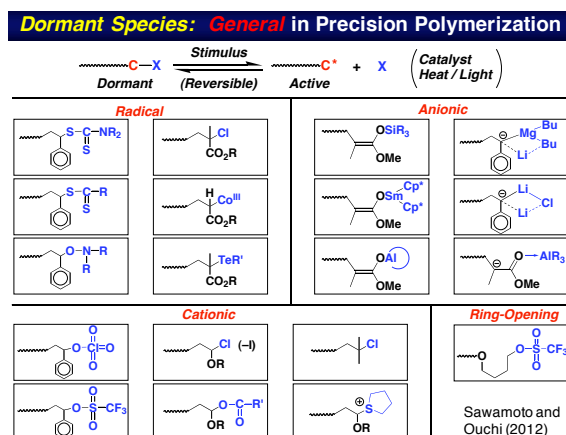 Dormant Species: General in Precision Polymerization
C–X Stimulus C* + X (Catalyst
Dormant (Reversible) Active Heat / Light)
Radical
S–C–NR2
S
Cl
CO2R
S–C–R
S
H
CoIII
CO2R
O–N–R
R
TeR'
CO2R
Anionic
OSiR3
OMe
⊖ Mg Bu
Bu
Li
OSm Cp*
Cp*
OMe
⊖ Li
Cl
Li
OAl
OMe
⊖ O→AlR3
OMe
Cationic
O
O–Cl=O
O
Cl (–I)
OR
Cl
O
O–S–CF3
O
O
O–C–R'
OR
⊕
S
OR
Ring-Opening
O
O–S–CF3
O
O
Sawamoto and
Ouchi (2012)